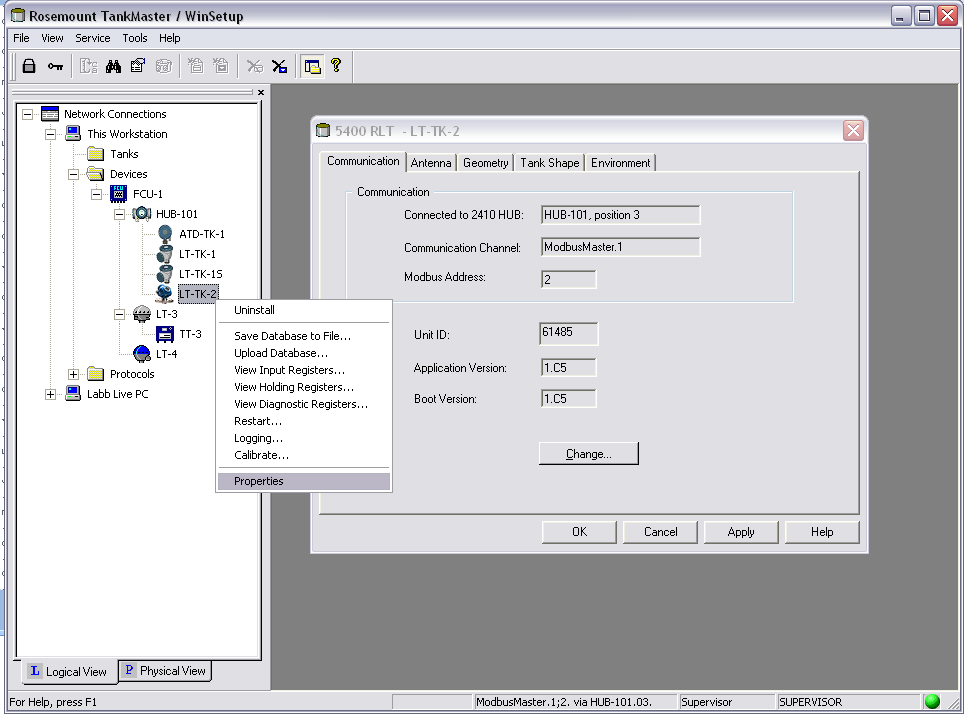 Rosemount TankMaster / WinSetup
File View Service Tools Help
Network Connections
This Workstation
Tanks
Devices
FCU-1
HUB-101
ATD-TK-1
LT-TK-1
LT-TK-1S
LT-TK-2
LT-3
TT-3
LT-4
Protocols
Labb Live PC
Uninstall
Save Database to File...
Upload Database...
View Input Registers...
View Holding Registers...
View Diagnostic Registers...
Restart...
Logging...
Calibrate...
Properties
5400 RLT - LT-TK-2
Communication Antenna Geometry Tank Shape Environment
Communication
Connected to 2410 HUB: HUB-101, position 3
Communication Channel: ModbusMaster.1
Modbus Address: 2
Unit ID: 61485
Application Version: 1.C5
Boot Version: 1.C5
Change...
OK Cancel Apply Help
L Logical View P Physical View
For Help, press F1 ModbusMaster.1;2. via HUB-101.03. Supervisor SUPERVISOR